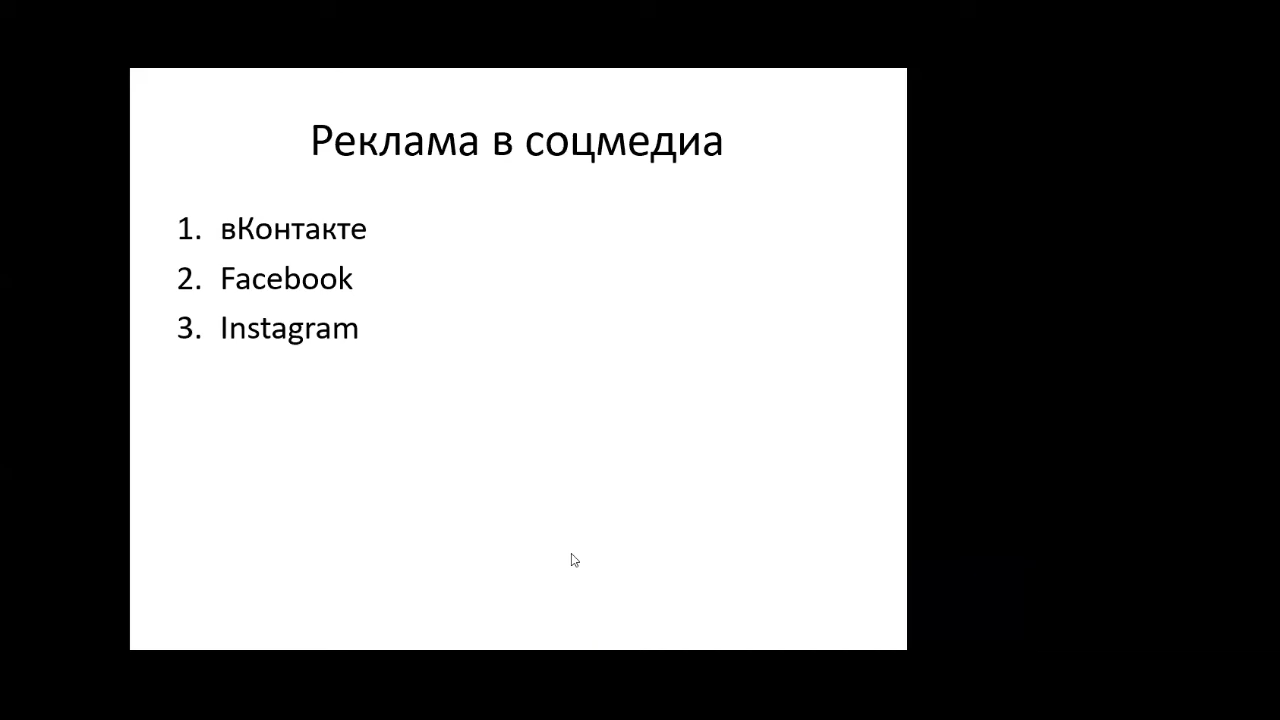 Реклама в соцмедиа
1. вКонтакте
2. Facebook
3. Instagram